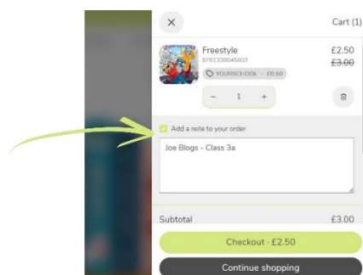 Cart (1)
Freestyle £2.50
£3.00
- 1 +
Add a note to your order
Joe Blogs - Class 3a
Subtotal £3.00
Checkout · £2.50
Continue shopping